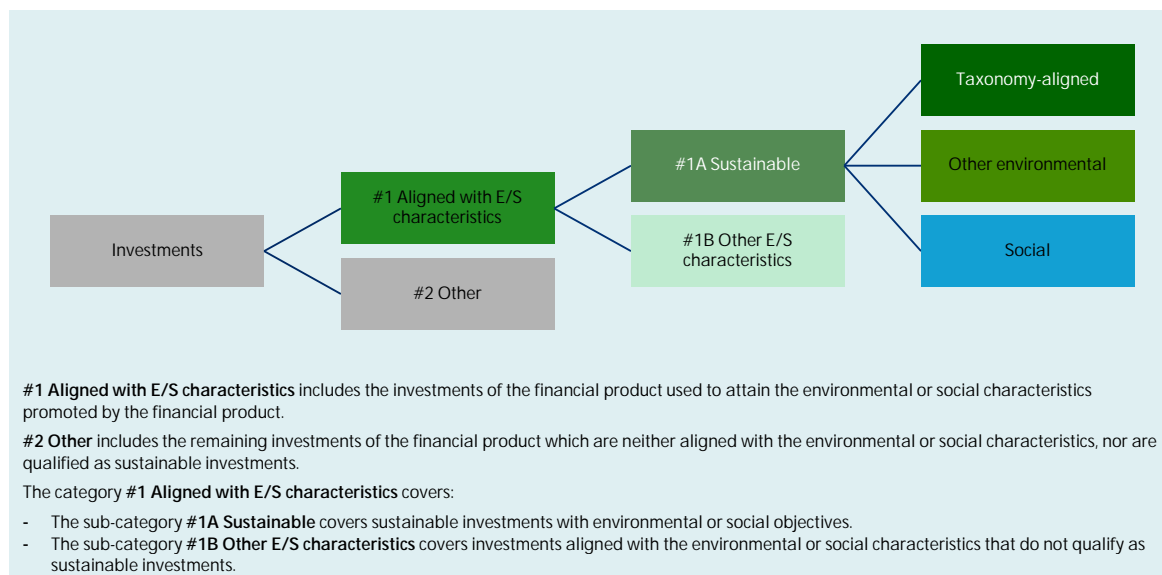 Taxonomy-aligned
#1A Sustainable
Other environmental
#1 Aligned with E/S
characteristics
Investments
#1B Other E/S
characteristics
Social
#2 Other
#1 Aligned with E/S characteristics includes the investments of the financial product used to attain the environmental or social characteristics
promoted by the financial product.
#2 Other includes the remaining investments of the financial product which are neither aligned with the environmental or social characteristics, nor are
qualified as sustainable investments.
The category #1 Aligned with E/S characteristics covers:
- The sub-category #1A Sustainable covers sustainable investments with environmental or social objectives.
- The sub-category #1B Other E/S characteristics covers investments aligned with the environmental or social characteristics that do not qualify as
sustainable investments.